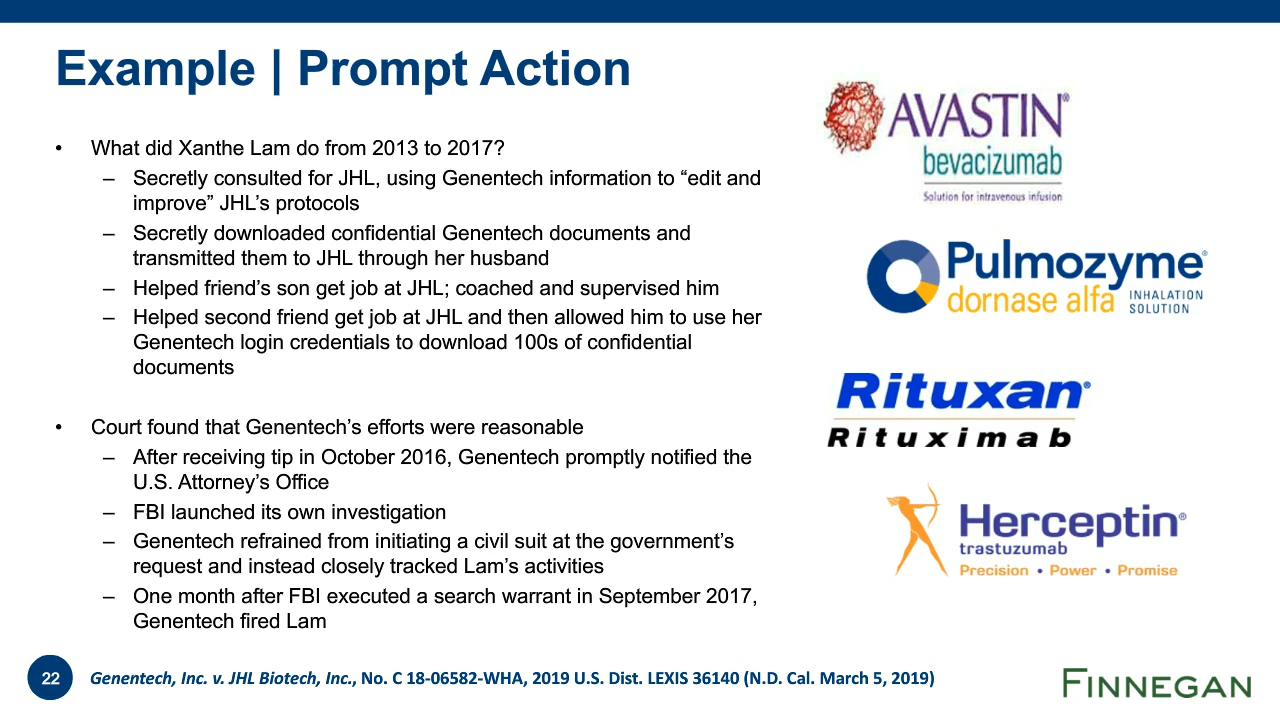 Example | Prompt Action
• What did Xanthe Lam do from 2013 to 2017?
– Secretly consulted for JHL, using Genentech information to “edit and
improve” JHL’s protocols
– Secretly downloaded confidential Genentech documents and
transmitted them to JHL through her husband
– Helped friend’s son get job at JHL; coached and supervised him
– Helped second friend get job at JHL and then allowed him to use her
Genentech login credentials to download 100s of confidential
documents
• Court found that Genentech’s efforts were reasonable
– After receiving tip in October 2016, Genentech promptly notified the
U.S. Attorney’s Office
– FBI launched its own investigation
– Genentech refrained from initiating a civil suit at the government’s
request and instead closely tracked Lam’s activities
– One month after FBI executed a search warrant in September 2017,
Genentech fired Lam
AVASTIN®
bevacizumab
Solution for intravenous infusion
Pulmozyme®
dornase alfa INHALATION
SOLUTION
Rituxan®
Rituximab
Herceptin®
trastuzumab
Precision • Power • Promise
22
Genentech, Inc. v. JHL Biotech, Inc., No. C 18-06582-WHA, 2019 U.S. Dist. LEXIS 36140 (N.D. Cal. March 5, 2019)
FINNEGAN